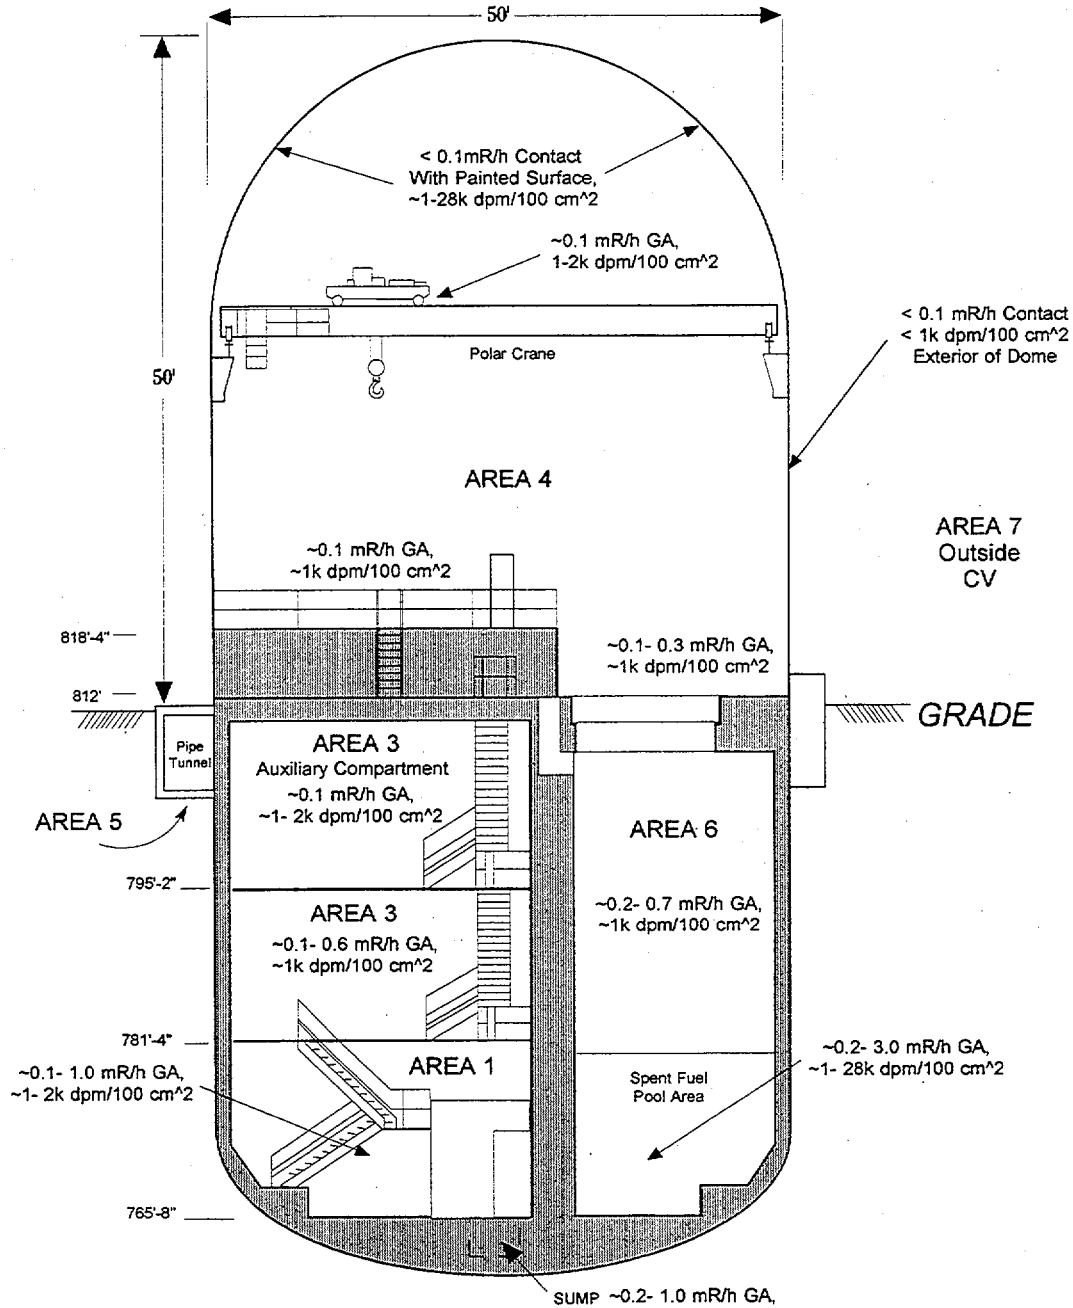 50'
< 0.1mR/h Contact
With Painted Surface,
~1-28k dpm/100 cm^2
~0.1 mR/h GA,
1-2k dpm/100 cm^2
< 0.1 mR/h Contact
< 1k dpm/100 cm^2
Exterior of Dome
Polar Crane
50'
AREA 4
AREA 7
Outside
CV
~0.1 mR/h GA,
~1k dpm/100 cm^2
818'-4"
~0.1- 0.3 mR/h GA,
~1k dpm/100 cm^2
812'
GRADE
Pipe
Tunnel
AREA 3
Auxiliary Compartment
~0.1 mR/h GA,
~1- 2k dpm/100 cm^2
AREA 5
AREA 6
795'-2"
AREA 3
~0.1- 0.6 mR/h GA,
~1k dpm/100 cm^2
~0.2- 0.7 mR/h GA,
~1k dpm/100 cm^2
781'-4"
AREA 1
~0.1- 1.0 mR/h GA,
~1- 2k dpm/100 cm^2
Spent Fuel
Pool Area
~0.2- 3.0 mR/h GA,
~1- 28k dpm/100 cm^2
765'-8"
SUMP ~0.2- 1.0 mR/h GA,